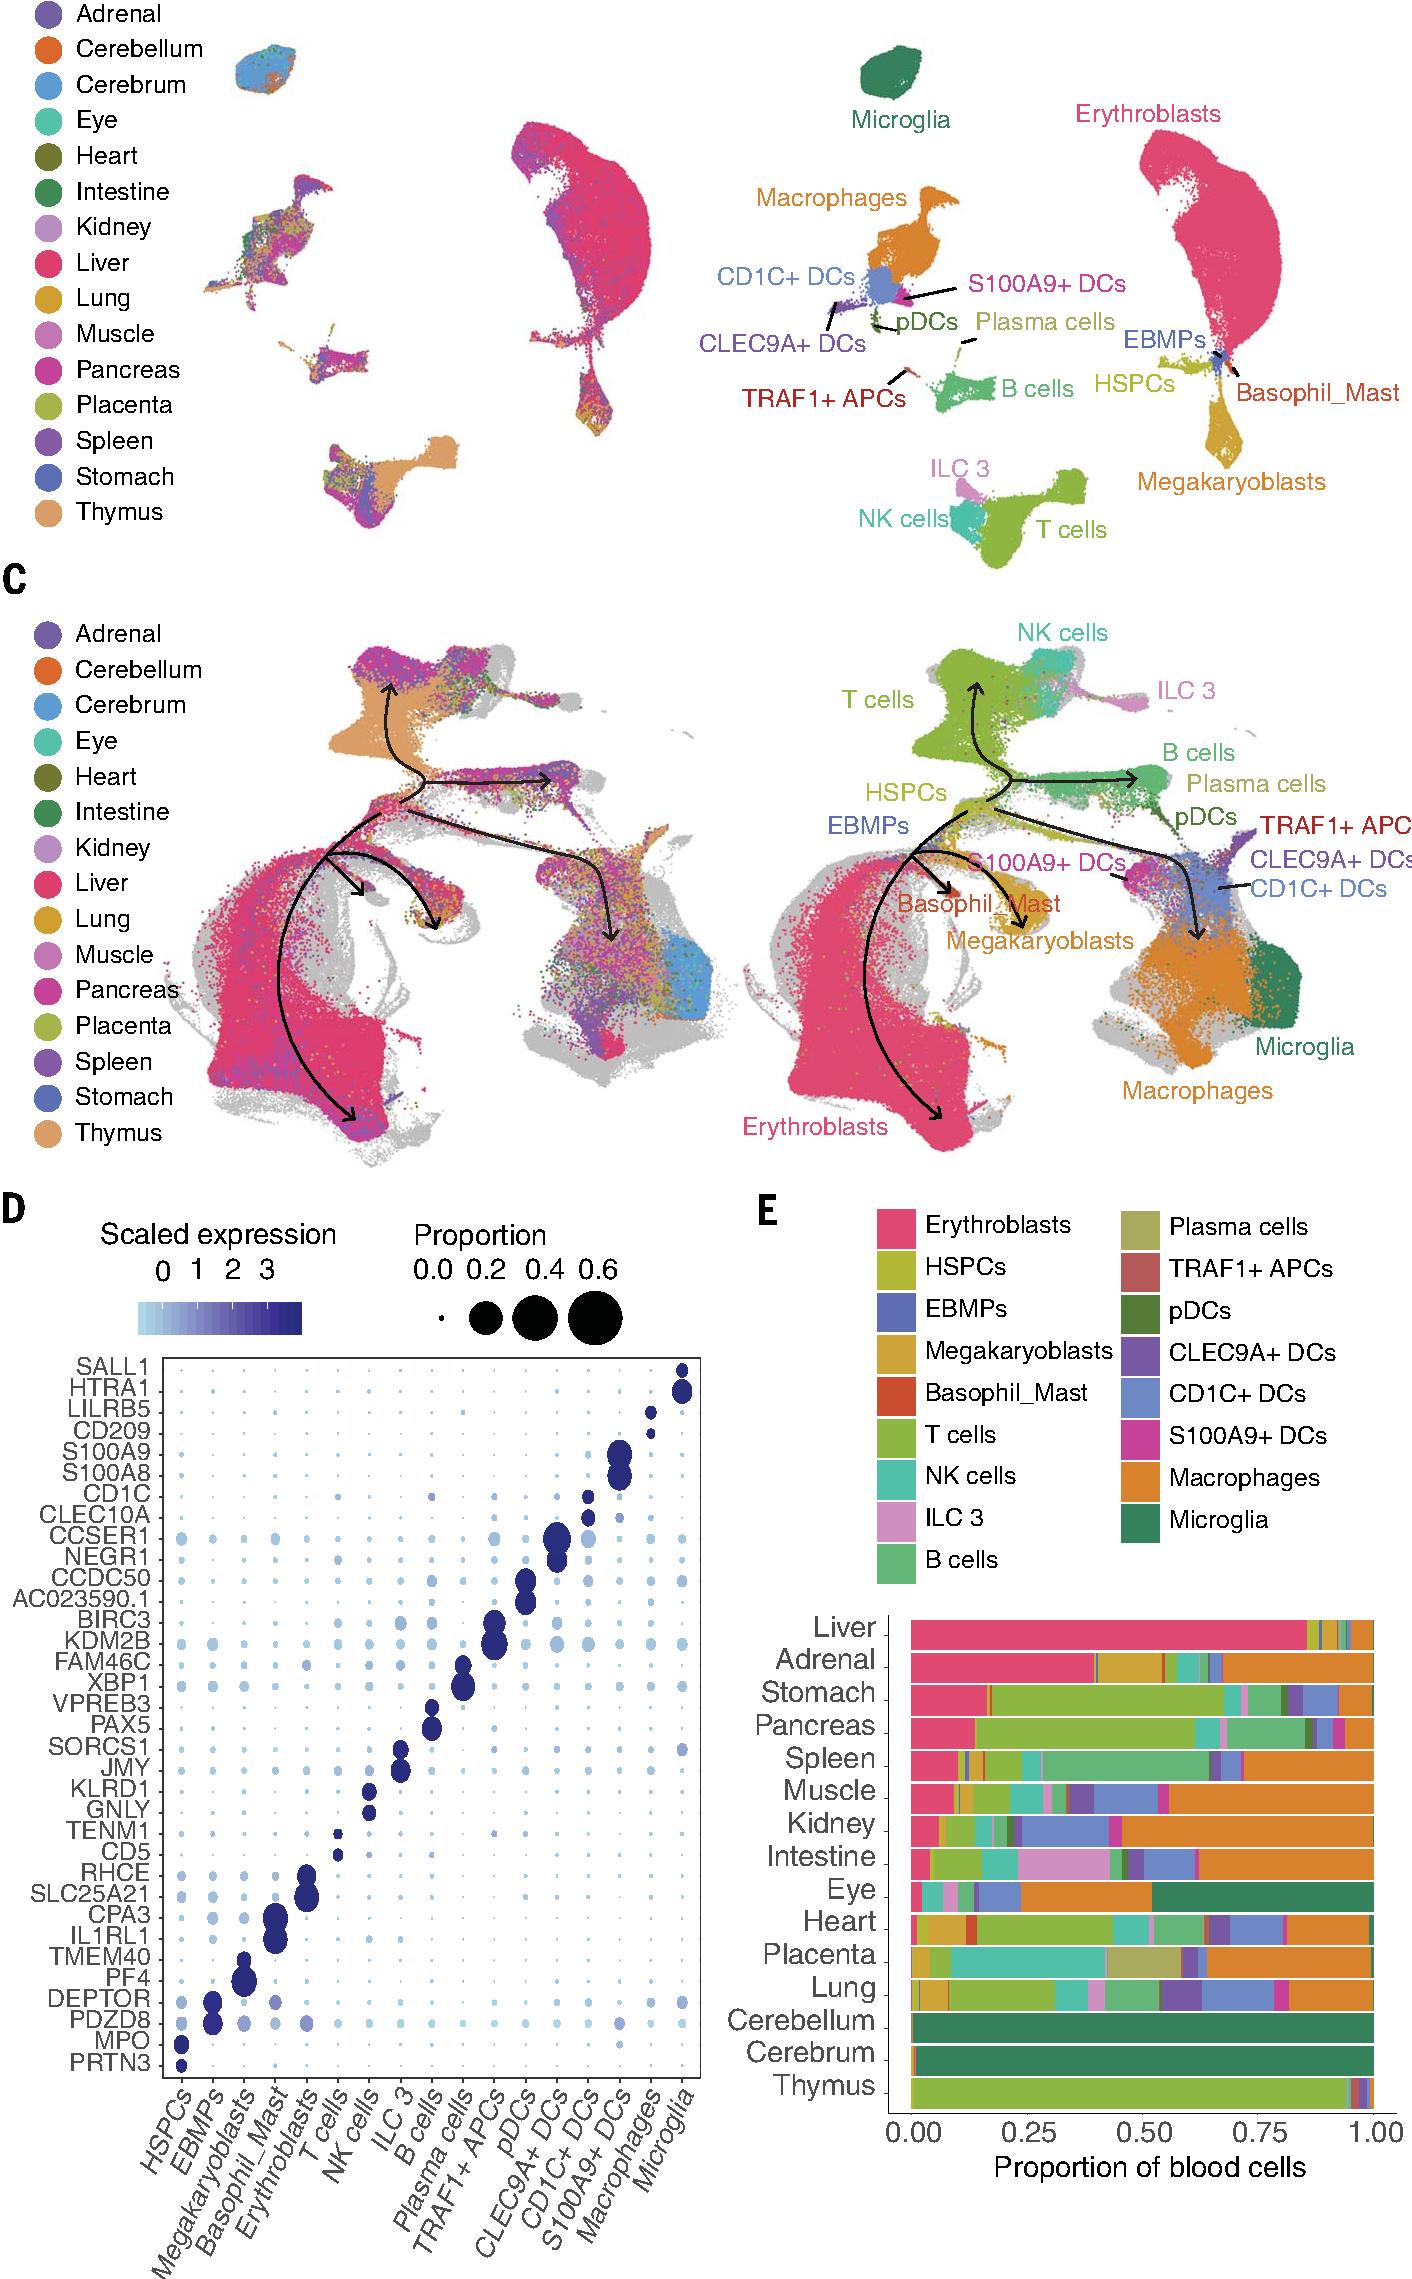 Adrenal
Cerebellum
Cerebrum
Eye
Heart
Intestine
Kidney
Liver
Lung
Muscle
Pancreas
Placenta
Spleen
Stomach
Thymus
Microglia
Erythroblasts
Macrophages
CD1C+ DCs
S100A9+ DCs
pDCs
Plasma cells
CLEC9A+ DCs
EBMPs
TRAF1+ APCs
B cells
HSPCs
Basophil_Mast
ILC 3
Megakaryoblasts
NK cells
T cells
C
Adrenal
Cerebellum
Cerebrum
Eye
Heart
Intestine
Kidney
Liver
Lung
Muscle
Pancreas
Placenta
Spleen
Stomach
Thymus
NK cells
T cells
ILC 3
B cells
HSPCs
Plasma cells
EBMPs
pDCs
TRAF1+ APC
S100A9+ DCs
CLEC9A+ DCs
CD1C+ DCs
Basophil_Mast
Megakaryoblasts
Microglia
Macrophages
Erythroblasts
D
Scaled expression
0 1 2 3
Proportion
0.0 0.2 0.4 0.6
SALL1
HTRA1
LILRB5
CD209
S100A9
S100A8
CD1C
CLEC10A
CCSER1
NEGR1
CCDC50
AC023590.1
BIRC3
KDM2B
FAM46C
XBP1
VPREB3
PAX5
SORCS1
JMY
KLRD1
GNLY
TENM1
CD5
RHCE
SLC25A21
CPA3
IL1RL1
TMEM40
PF4
DEPTOR
PDZD8
MPO
PRTN3
HSPCs
EBMPs
Megakaryoblasts
Basophil_Mast
Erythroblasts
T cells
NK cells
ILC 3
B cells
Plasma cells
TRAF1+ APCs
pDCs
CLEC9A+ DCs
CD1C+ DCs
S100A9+ DCs
Macrophages
Microglia
E
Erythroblasts
HSPCs
EBMPs
Megakaryoblasts
Basophil_Mast
T cells
NK cells
ILC 3
B cells
Plasma cells
TRAF1+ APCs
pDCs
CLEC9A+ DCs
CD1C+ DCs
S100A9+ DCs
Macrophages
Microglia
Liver
Adrenal
Stomach
Pancreas
Spleen
Muscle
Kidney
Intestine
Eye
Heart
Placenta
Lung
Cerebellum
Cerebrum
Thymus
0.00 0.25 0.50 0.75 1.00
Proportion of blood cells